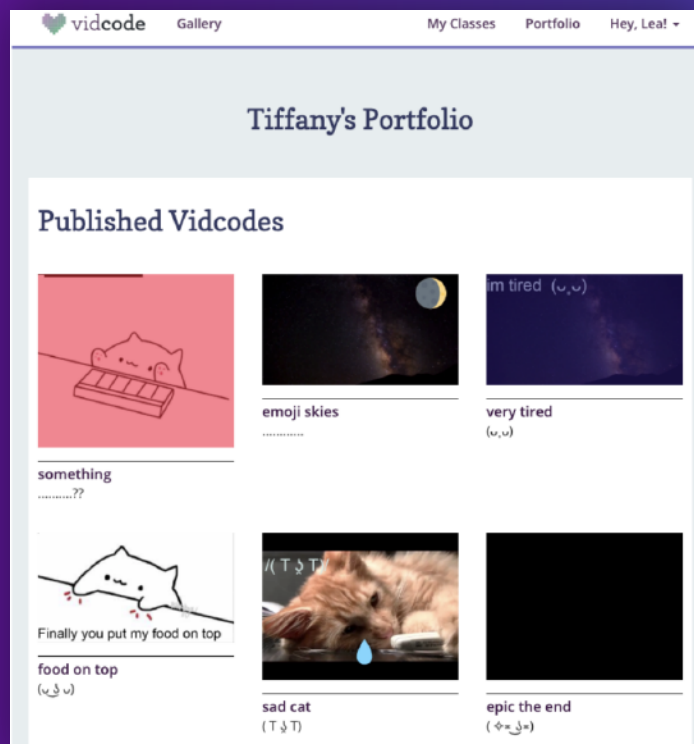 vidcode
Gallery
My Classes
Portfolio
Hey, Lea!
Tiffany's Portfolio
Published Vidcodes
im tired (ᴗ˳ᴗ)
something
...........??
emoji skies
............
very tired
(ᴗ˳ᴗ)
Finally you put my food on top
food on top
(ᴗ ͜ʖ ᴗ)
/( T ʖ̯ T)
sad cat
( T ʖ̯ T)
epic the end
( ✧≖ ͜ʖ≖)